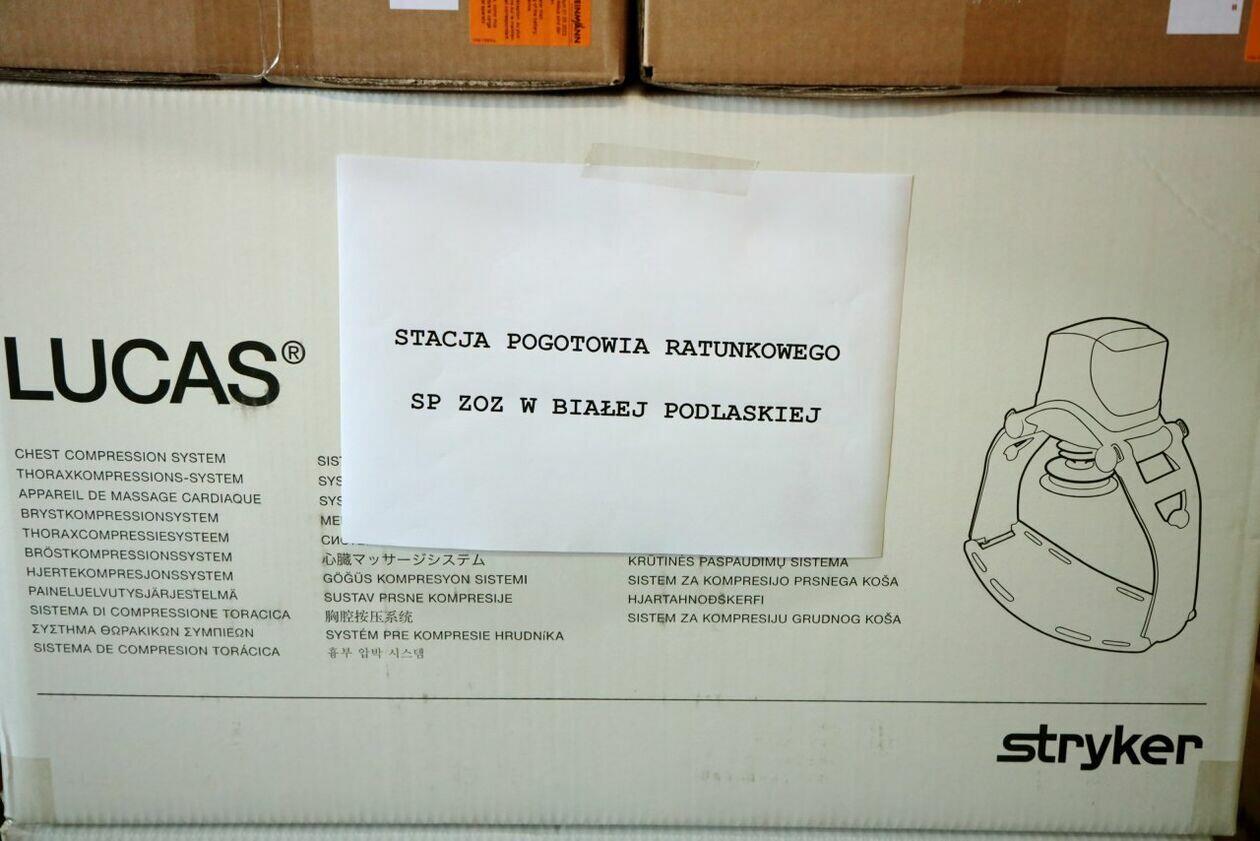 STACJA POGOTOWIA RATUNKOWEGO
SP ZOZ W BIAŁEJ PODLASKIEJ
LUCAS®
CHEST COMPRESSION SYSTEM
THORAXKOMPRESSIONS-SYSTEM
APPAREIL DE MASSAGE CARDIAQUE
BRYSTKOMPRESSIONSYSTEM
THORAXCOMPRESSIESYSTEEM
BRÖSTKOMPRESSIONSSYSTEM
HJERTEKOMPRESJONSSYSTEM
PAINELUELVUTYSJÄRJESTELMÄ
SISTEMA DI COMPRESSIONE TORACICA
ΣΥΣΤΗΜΑ ΘΩΡΑΚΙΚΩΝ ΣΥΜΠΙΕΩΝ
SISTEMA DE COMPRESION TORÁCICA
心臓マッサージシステム
GÖĞÜS KOMPRESYON SISTEMI
SUSTAV PRSNE KOMPRESIJE
胸腔按压系统
SYSTÉM PRE KOMPRESIE HRUDNíKA
흉부 압박 시스템
KRŪTINĖS PASPAUDIMŲ SISTEMA
SISTEM ZA KOMPRESIJO PRSNEGA KOŠA
HJARTAHNOÐSKERFI
SISTEM ZA KOMPRESIJU GRUDNOG KOŠA
stryker